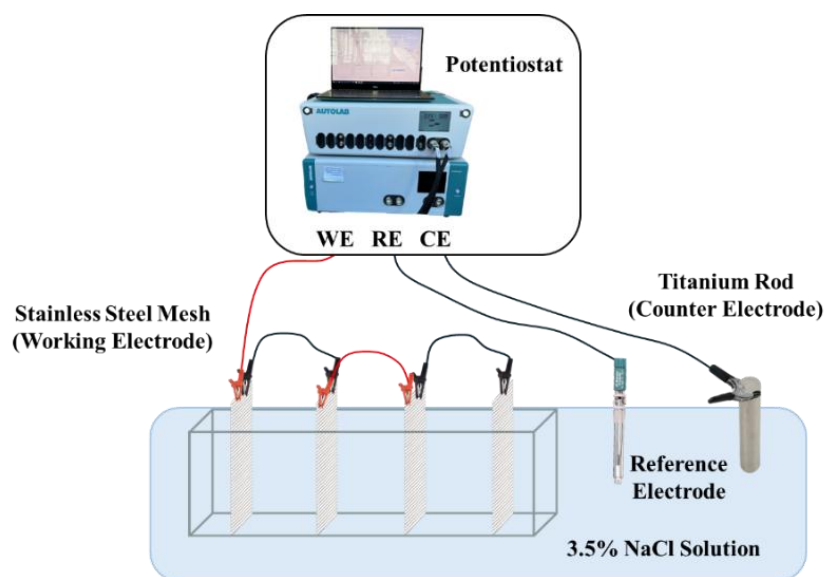 Potentiostat
AUTOLAB
WE RE CE
Titanium Rod
(Counter Electrode)
Stainless Steel Mesh
(Working Electrode)
Reference
Electrode
3.5% NaCl Solution